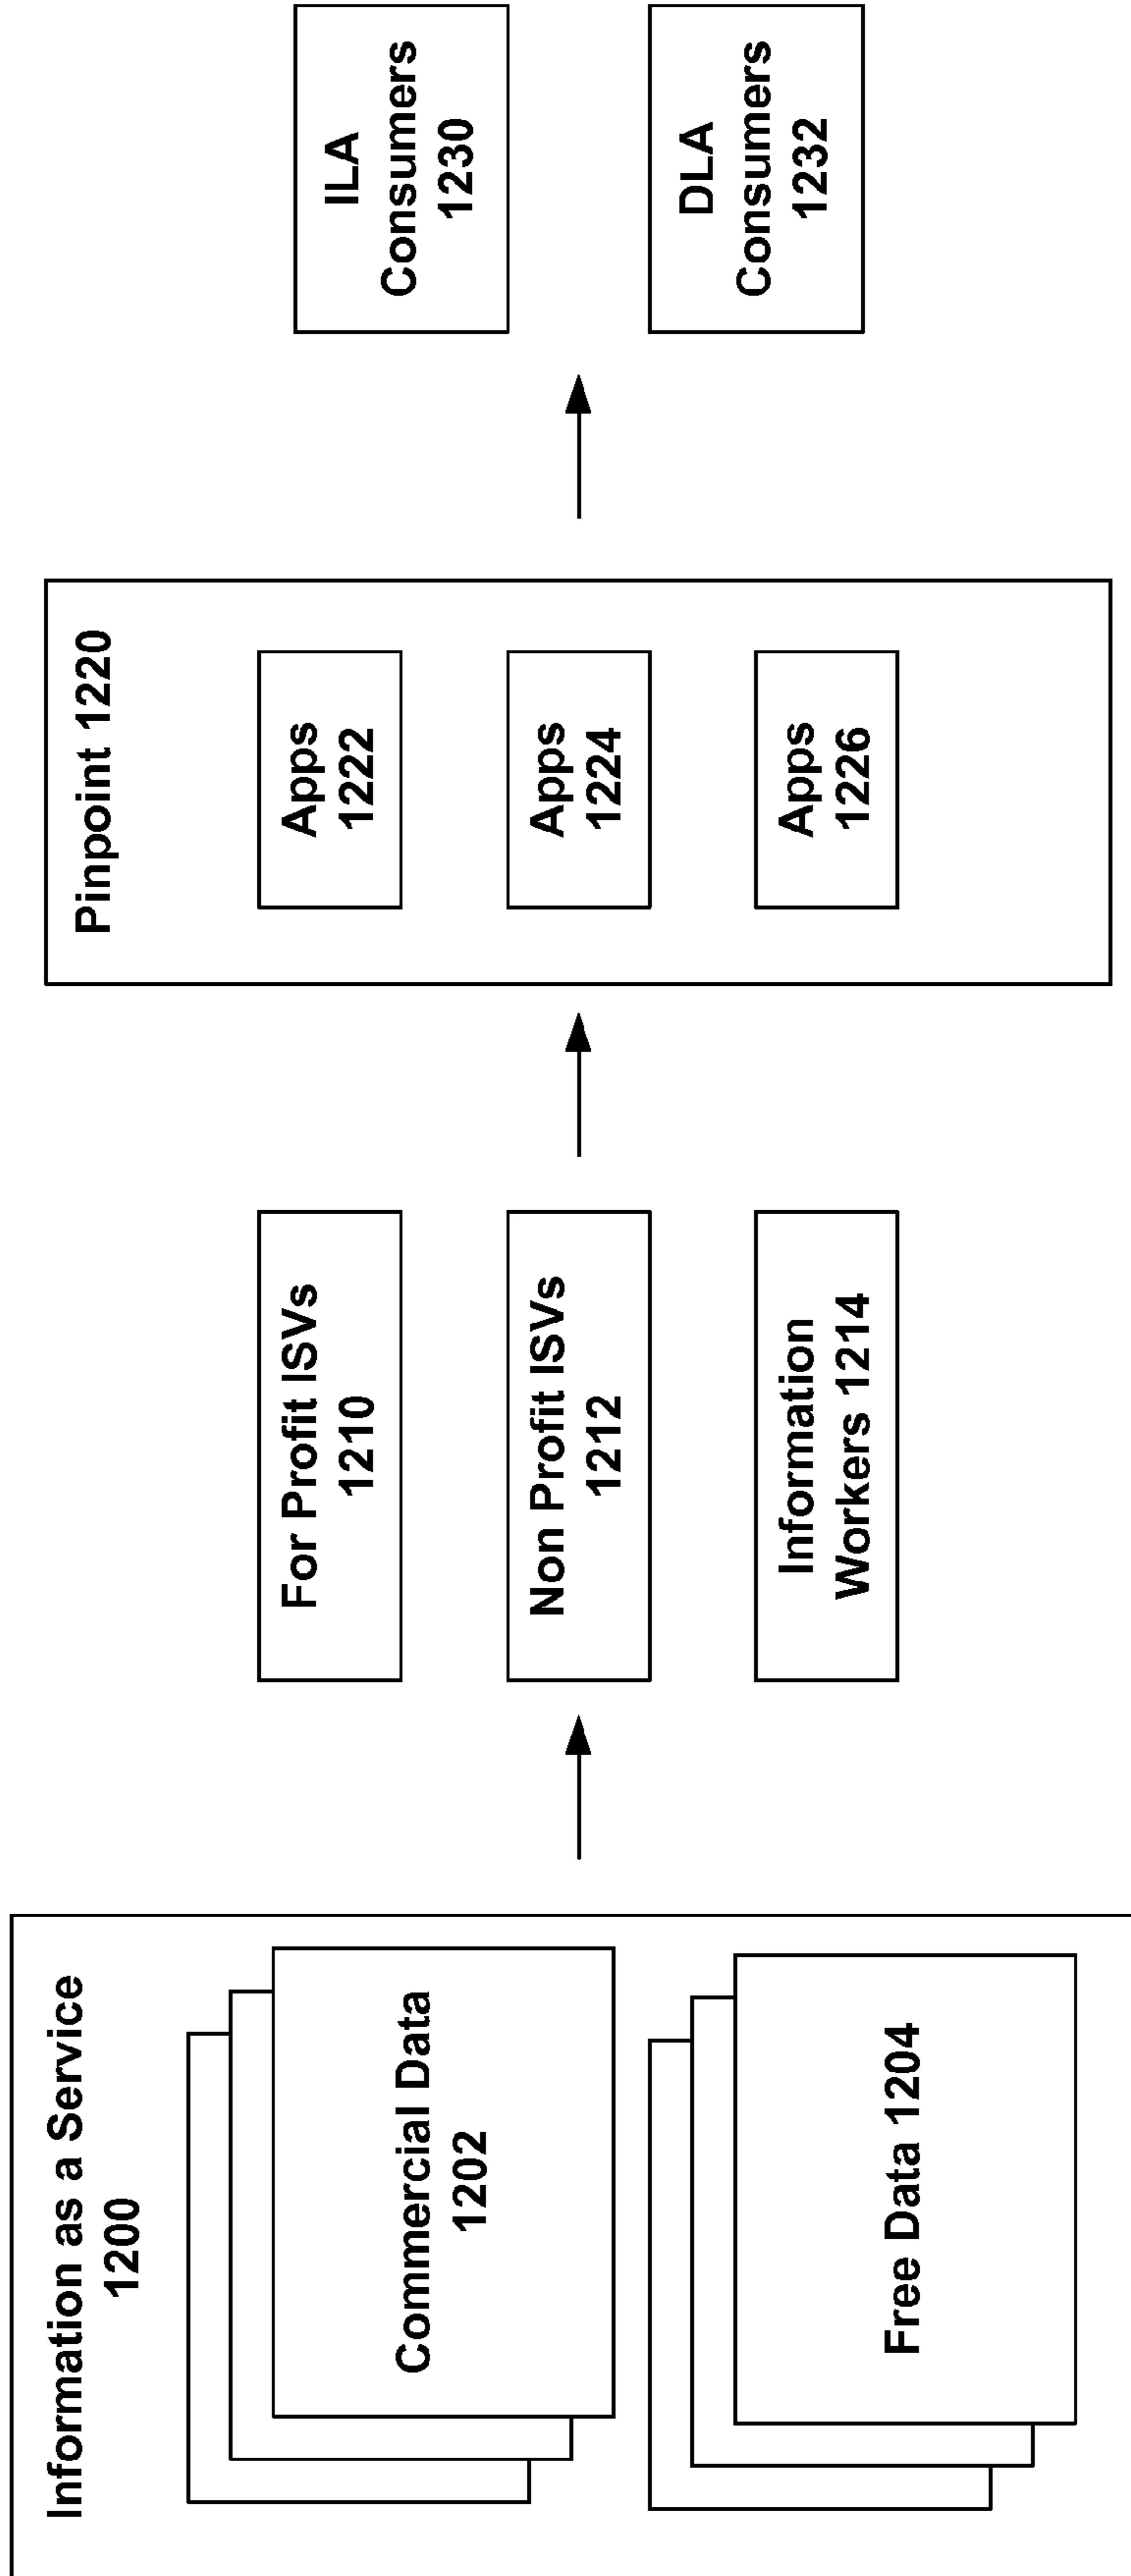 Information as a Service
1200
Commercial Data
1202
Free Data 1204
For Profit ISVs
1210
Non Profit ISVs
1212
Information
Workers 1214
Pinpoint 1220
Apps
1222
Apps
1224
Apps
1226
ILA
Consumers
1230
DLA
Consumers
1232